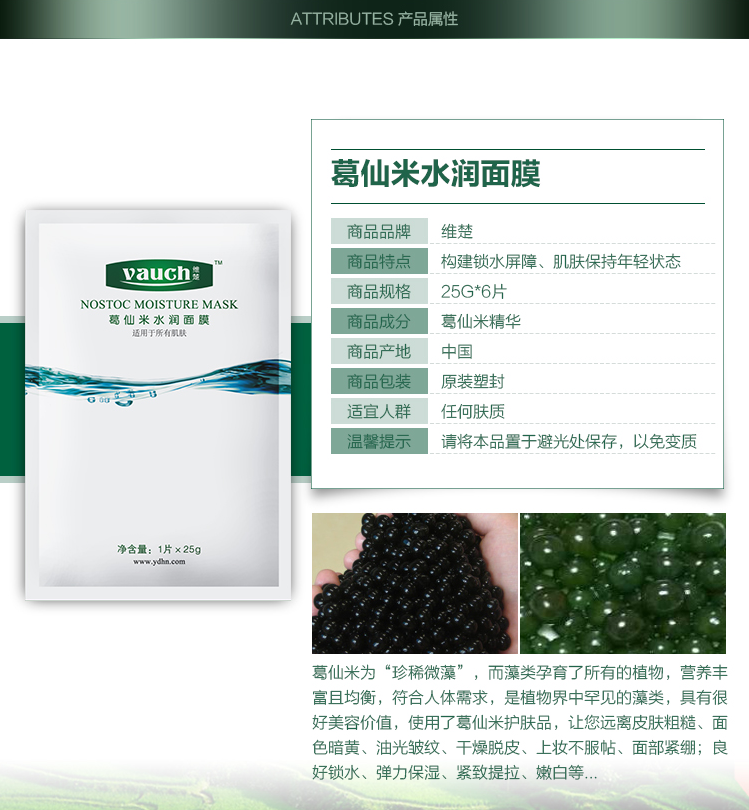 ATTRIBUTES 产品属性
葛仙米水润面膜
商品品牌 维楚
商品特点 构建锁水屏障、肌肤保持年轻状态
商品规格 25G*6片
商品成分 葛仙米精华
商品产地 中国
商品包装 原装塑封
适宜人群 任何肤质
温馨提示 请将本品置于避光处保存，以免变质
vauch 维楚 TM
NOSTOC MOISTURE MASK
葛仙米水润面膜
适用于所有肌肤
净含量：1片×25g
www.ydhn.com
葛仙米为“珍稀微藻”，而藻类孕育了所有的植物，营养丰
富且均衡，符合人体需求，是植物界中罕见的藻类，具有很
好美容价值，使用了葛仙米护肤品，让您远离皮肤粗糙、面
色暗黄、油光皱纹、干燥脱皮、上妆不服帖、面部紧绷；良
好锁水、弹力保湿、紧致提拉、嫩白等...